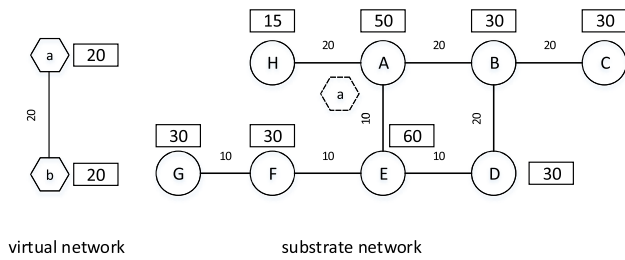 15 50 30 30
a 20
20 20 20
H A B C
a
20
10
20
30 30 60
10 10 10
b 20
G F E D 30
virtual network substrate network